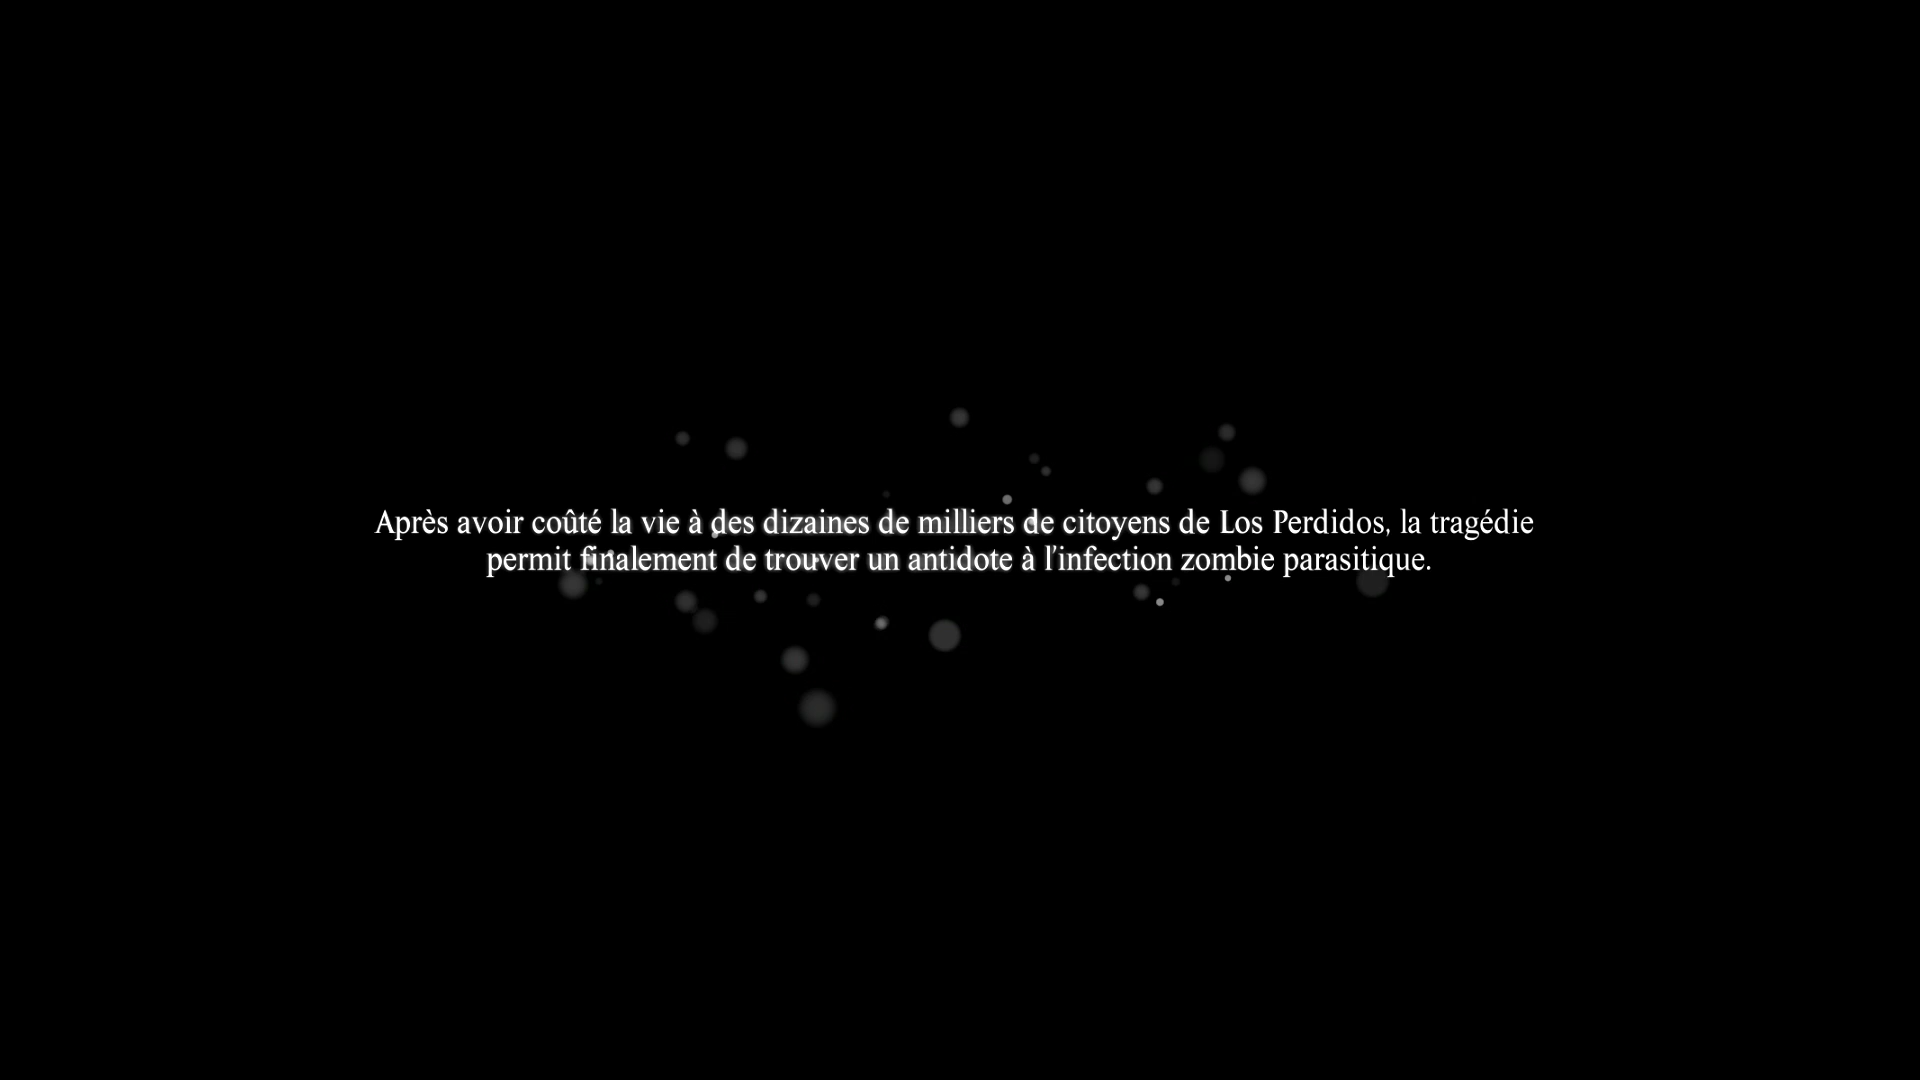 Après avoir coûté la vie à des dizaines de milliers de citoyens de Los Perdidos, la tragédie
permit finalement de trouver un antidote à l'infection zombie parasitique.